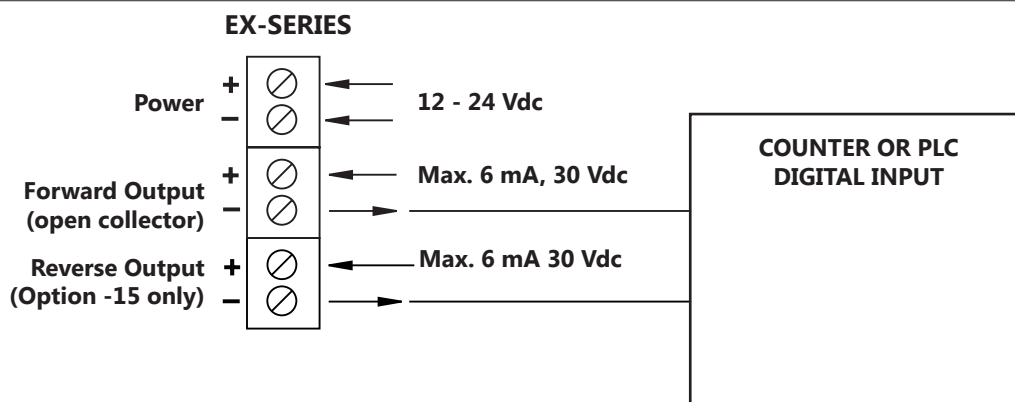 EX-SERIES
Power
+
−
12 - 24 Vdc
Forward Output
(open collector)
+
−
Max. 6 mA, 30 Vdc
Reverse Output
(Option -15 only)
+
−
Max. 6 mA 30 Vdc
COUNTER OR PLC
DIGITAL INPUT